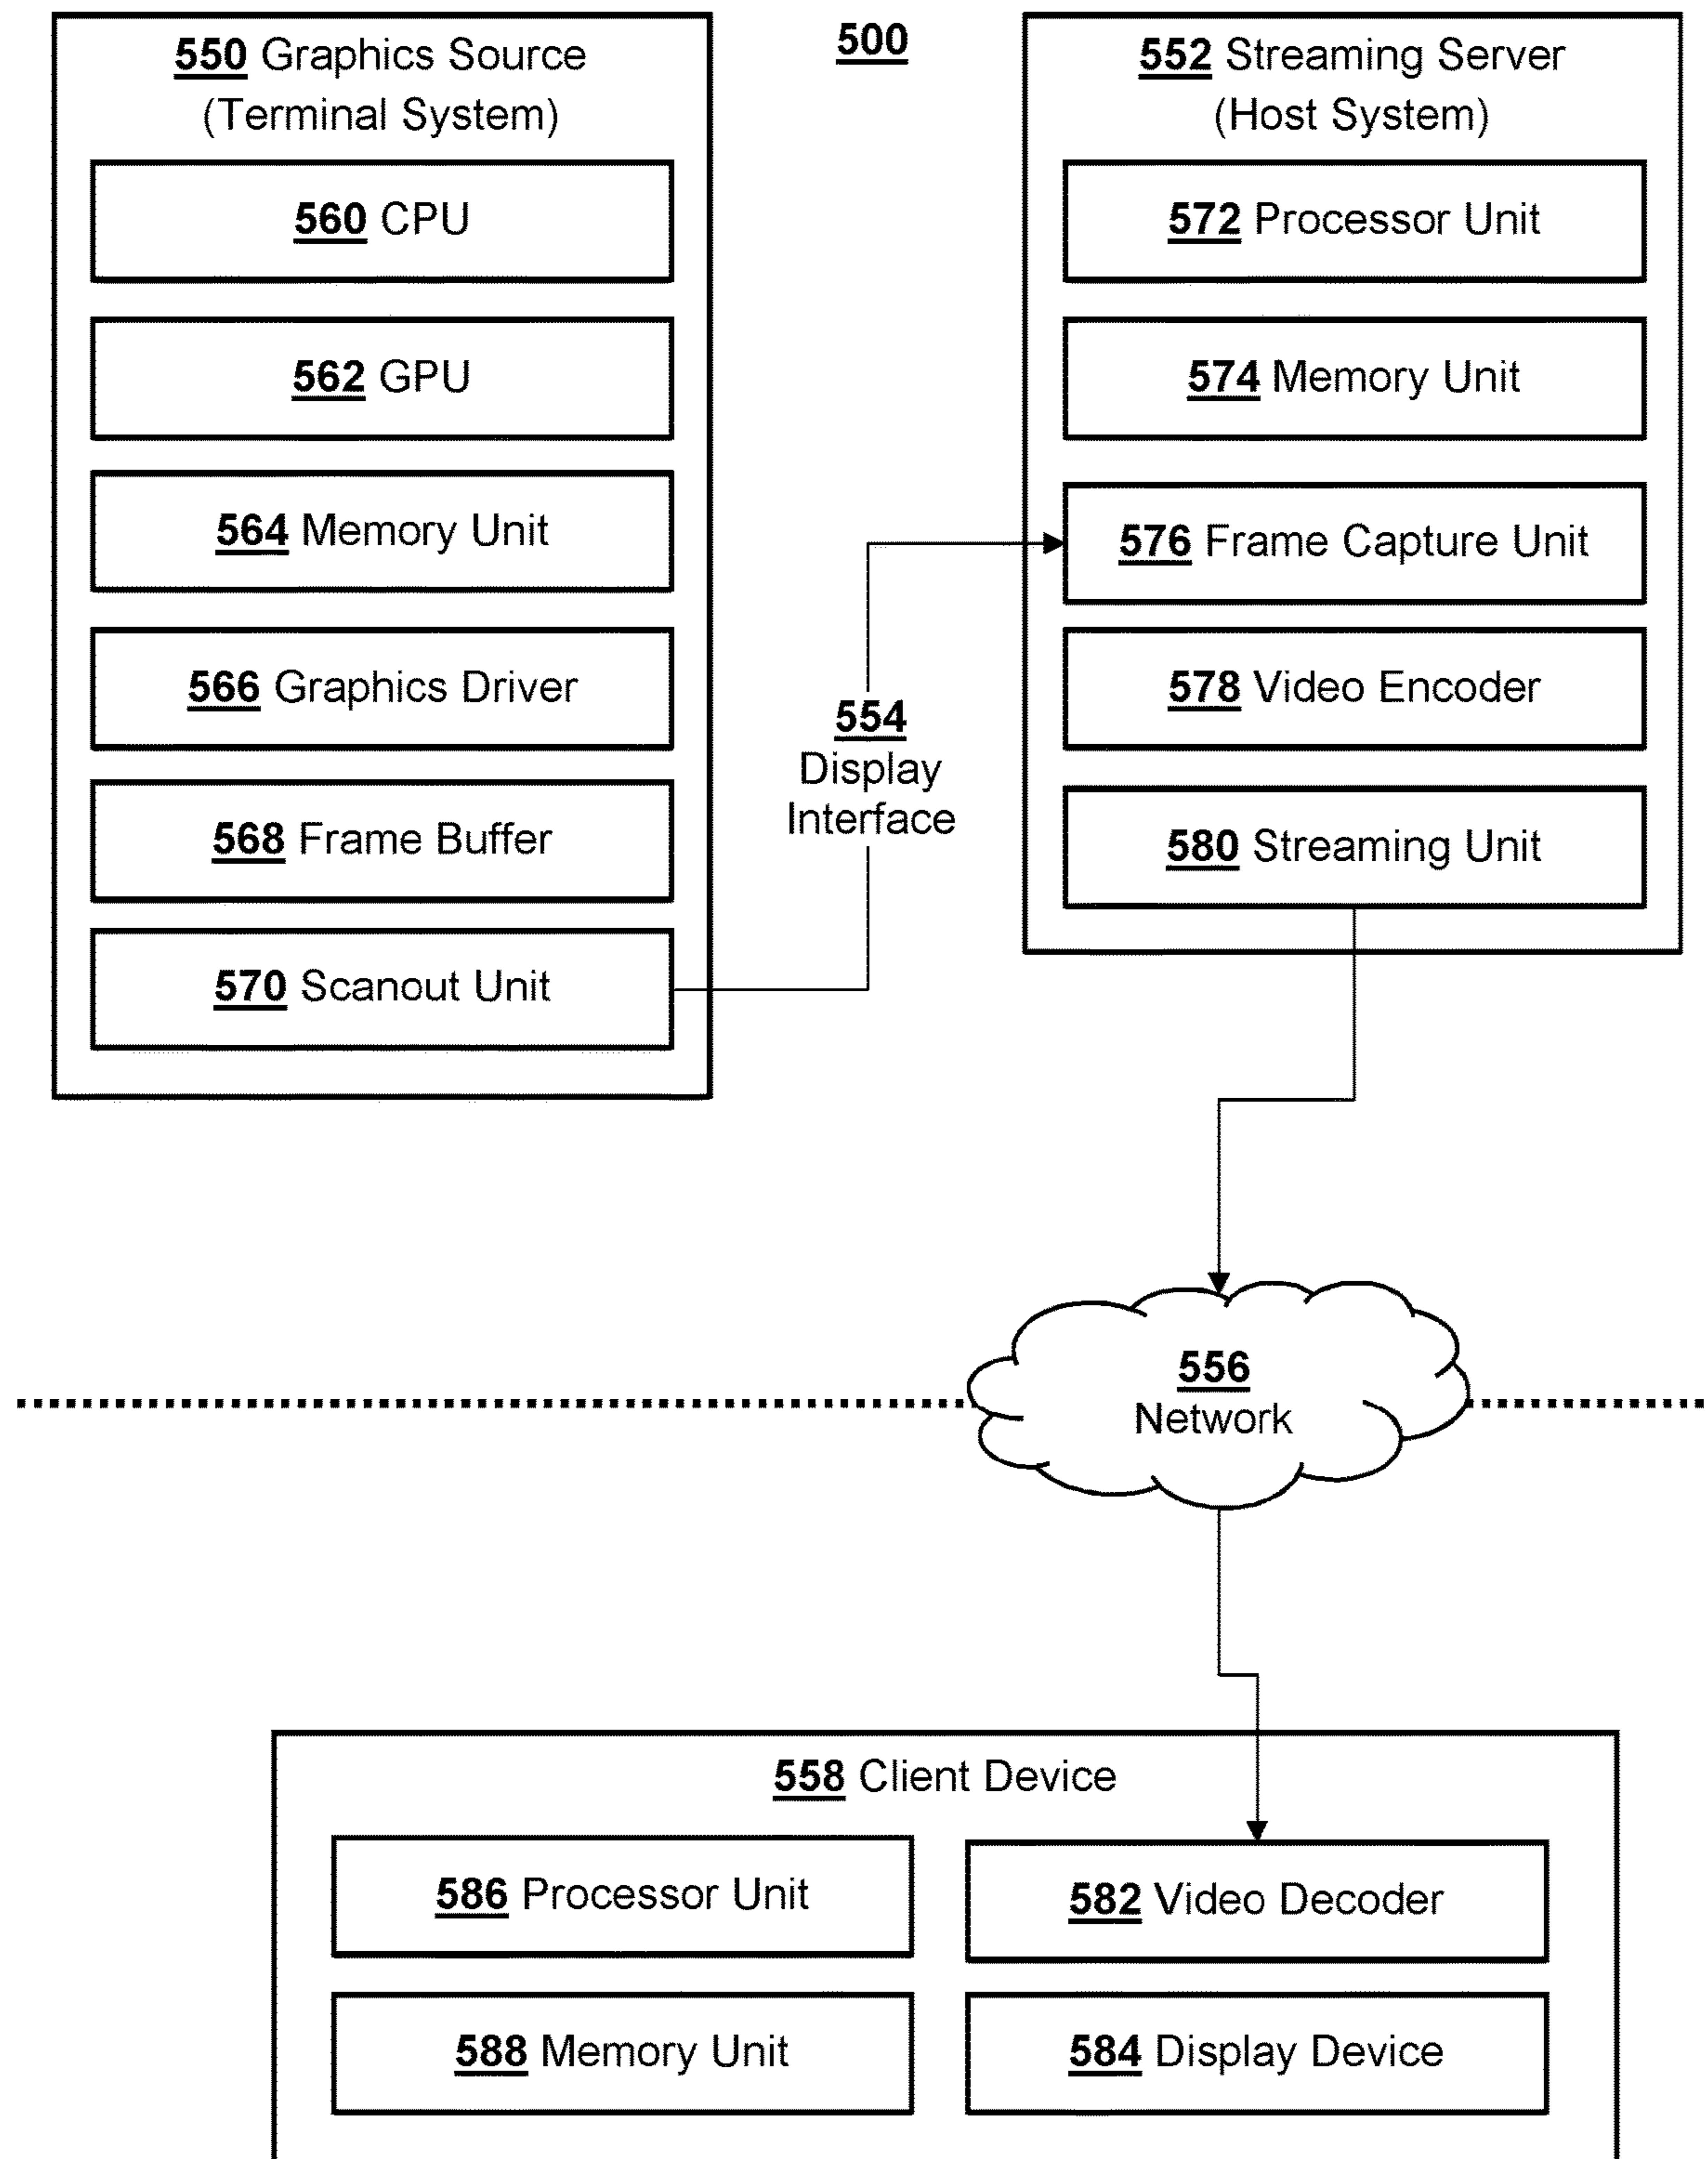 550 Graphics Source
(Terminal System)
560 CPU
562 GPU
564 Memory Unit
566 Graphics Driver
568 Frame Buffer
570 Scanout Unit
500
554
Display
Interface
552 Streaming Server
(Host System)
572 Processor Unit
574 Memory Unit
576 Frame Capture Unit
578 Video Encoder
580 Streaming Unit
556
Network
558 Client Device
586 Processor Unit
582 Video Decoder
588 Memory Unit
584 Display Device